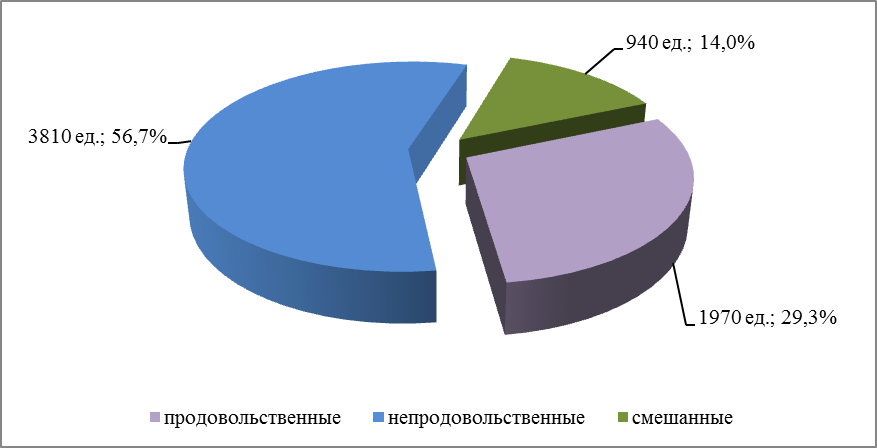 940 ед.; 14,0%
3810 ед.; 56,7%
1970 ед.; 29,3%
продовольственные непродовольственные смешанные